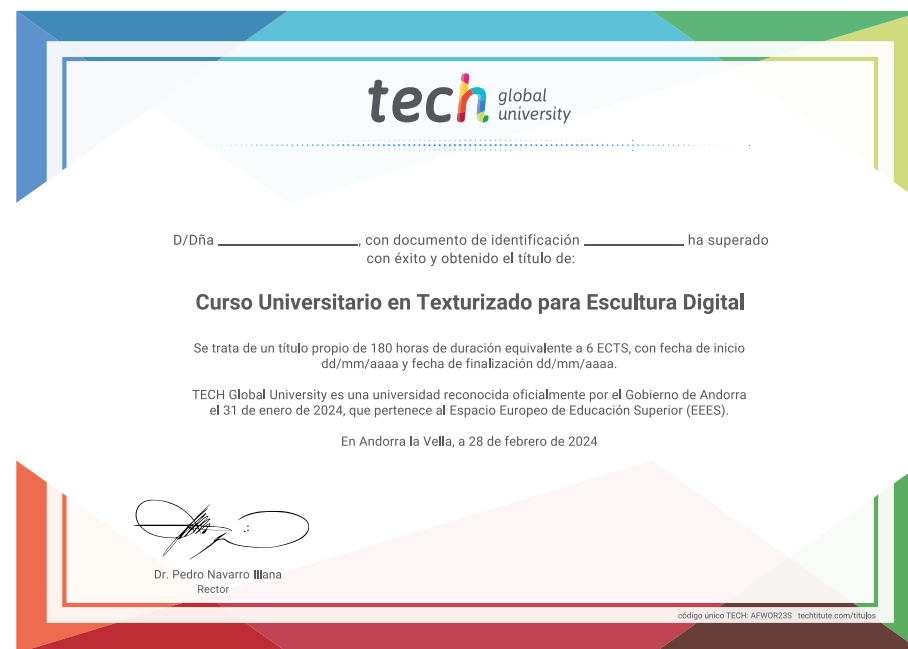 tech global university
D/Dña ____________________, con documento de identificación ______________ ha superado
con éxito y obtenido el título de:
Curso Universitario en Texturizado para Escultura Digital
Se trata de un título propio de 180 horas de duración equivalente a 6 ECTS, con fecha de inicio
dd/mm/aaaa y fecha de finalización dd/mm/aaaa.
TECH Global University es una universidad reconocida oficialmente por el Gobierno de Andorra
el 31 de enero de 2024, que pertenece al Espacio Europeo de Educación Superior (EEES).
En Andorra la Vella, a 28 de febrero de 2024
Dr. Pedro Navarro Illana
Rector
código único TECH: AFWOR23S techtitute.com/titulos